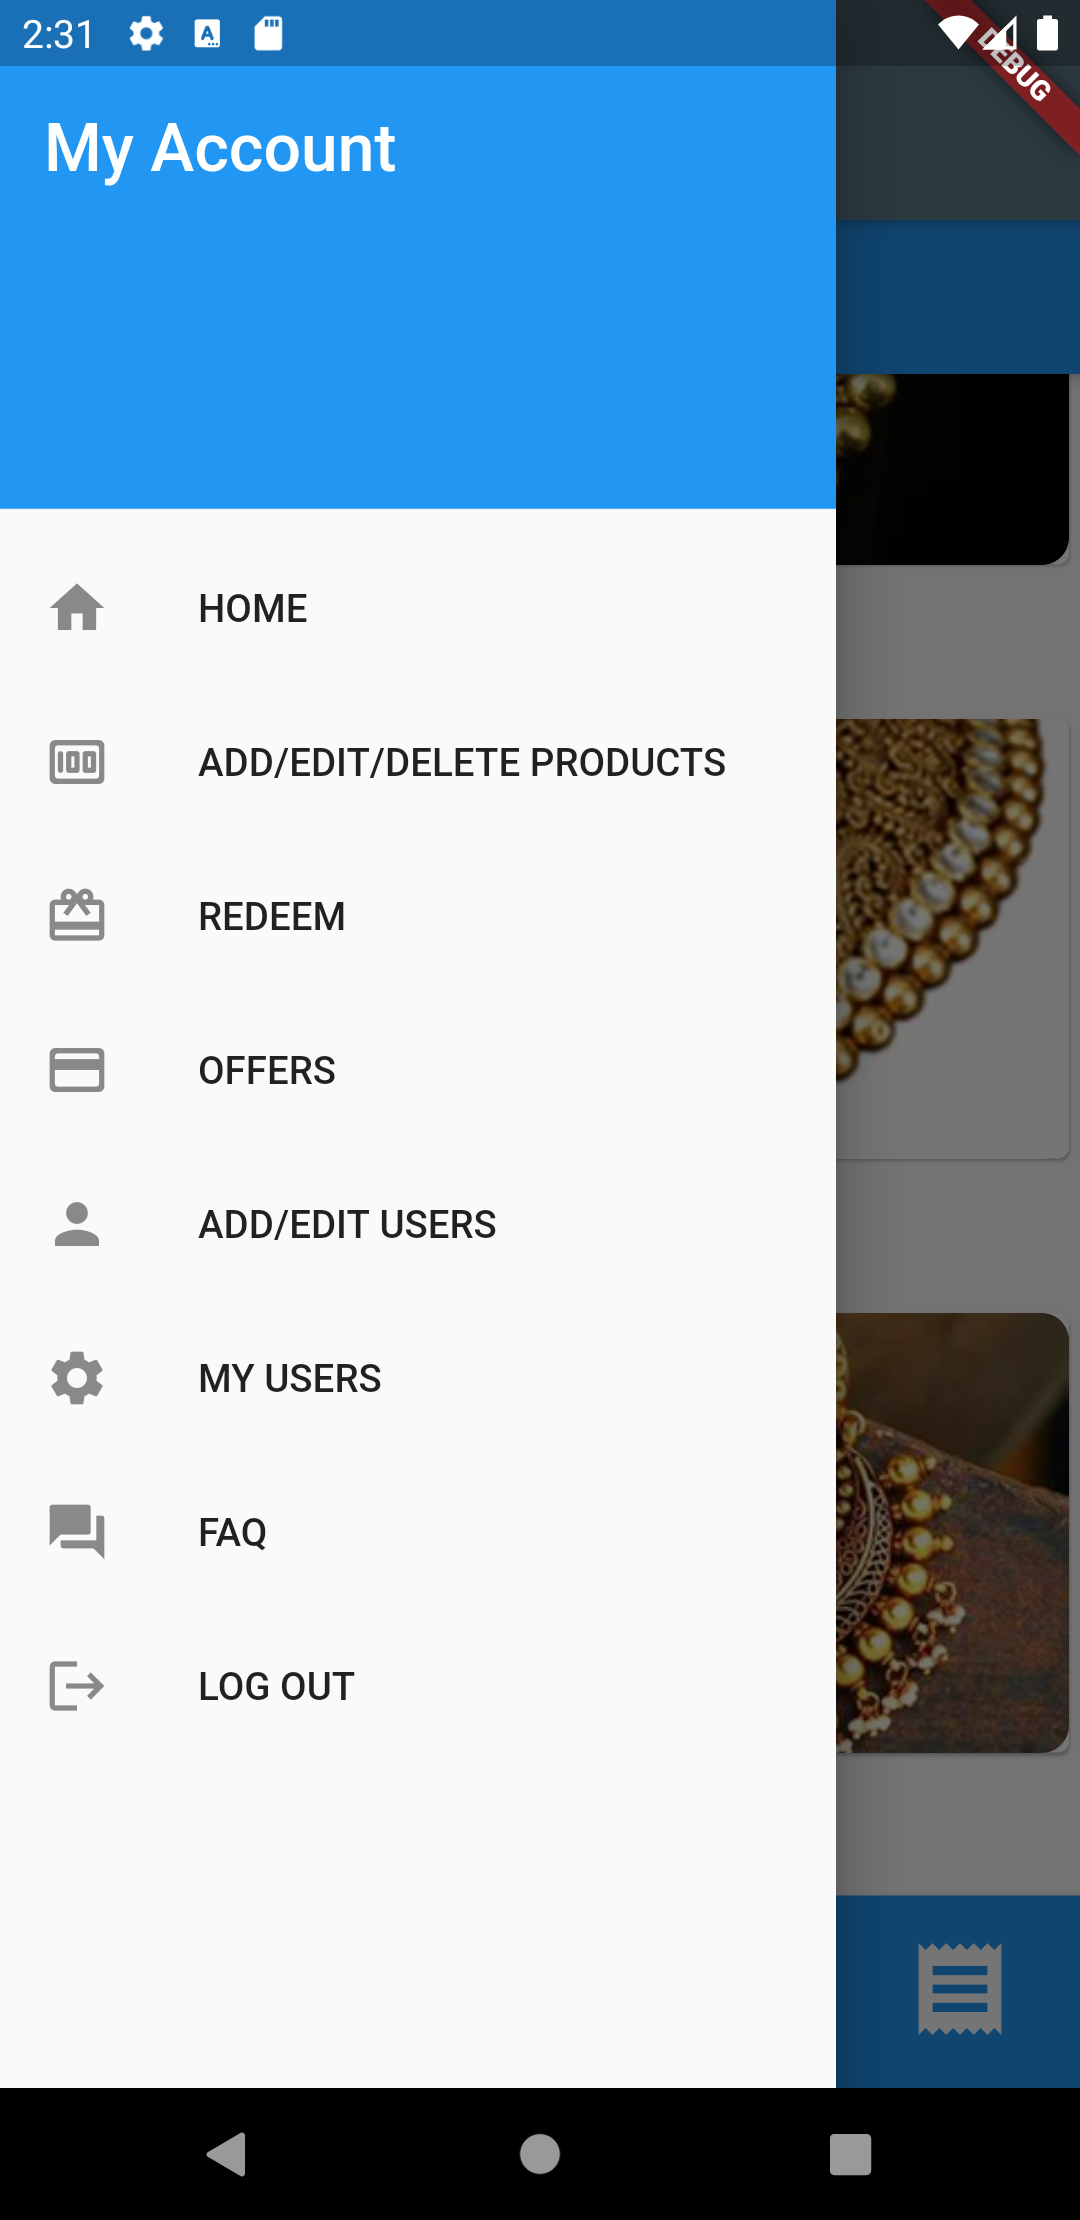 2:31
DEBUG
My Account
HOME
ADD/EDIT/DELETE PRODUCTS
REDEEM
OFFERS
ADD/EDIT USERS
MY USERS
FAQ
LOG OUT